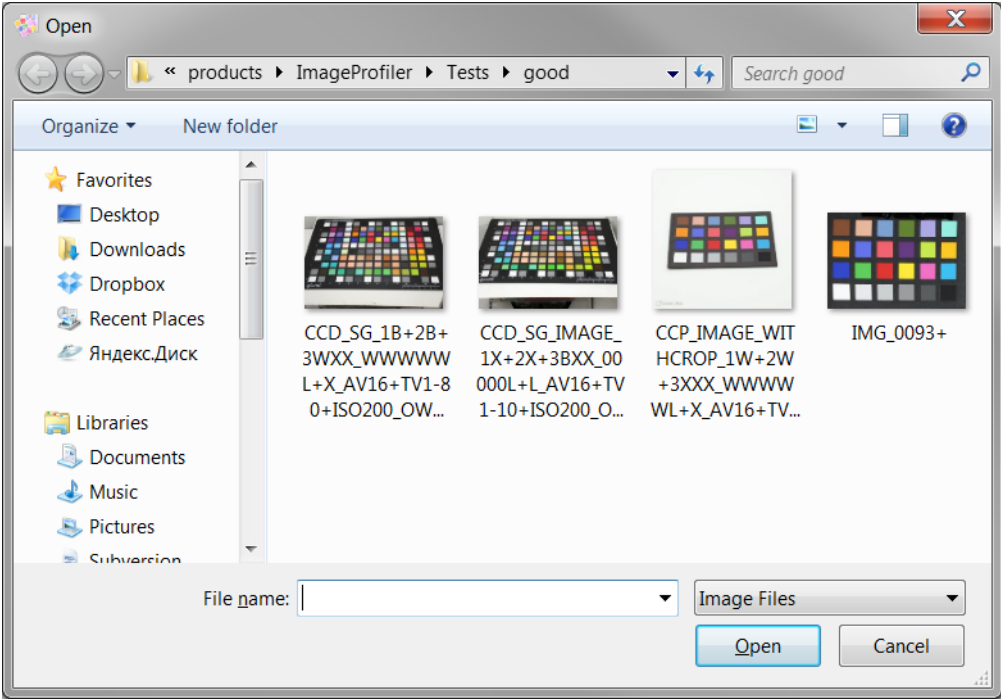 Open
« products ImageProfiler Tests good
Search good
Organize
New folder
?
Favorites
Desktop
Downloads
Dropbox
Recent Places
Яндекс.Диск
Libraries
Documents
Music
Pictures
Subversion
CCD_SG_1B+2B+
3WXX_WWWWW
L+X_AV16+TV1-8
0+ISO200_OW...
CCD_SG_IMAGE_
1X+2X+3BXX_00
000L+L_AV16+TV
1-10+ISO200_O...
CCP_IMAGE_WIT
HCROP_1W+2W
+3XXX_WWWW
WL+X_AV16+TV...
IMG_0093+
File name:
Image Files
Open
Cancel